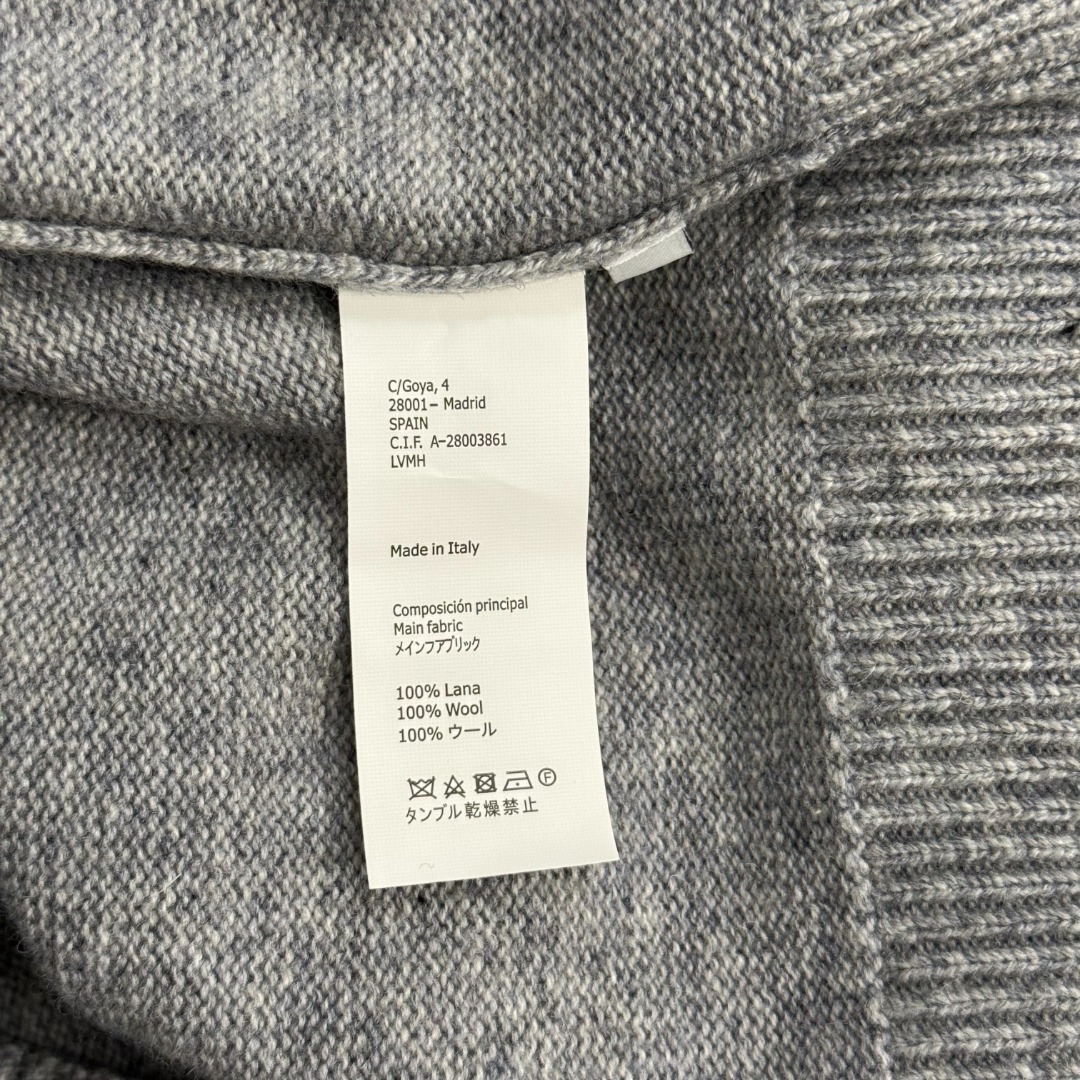 C/Goya, 4
28001– Madrid
SPAIN
C.I.F. A–28003861
LVMH
Made in Italy
Composición principal
Main fabric
メインファブリック
100% Lana
100% Wool
100% ウール
F
タンブル乾燥禁止